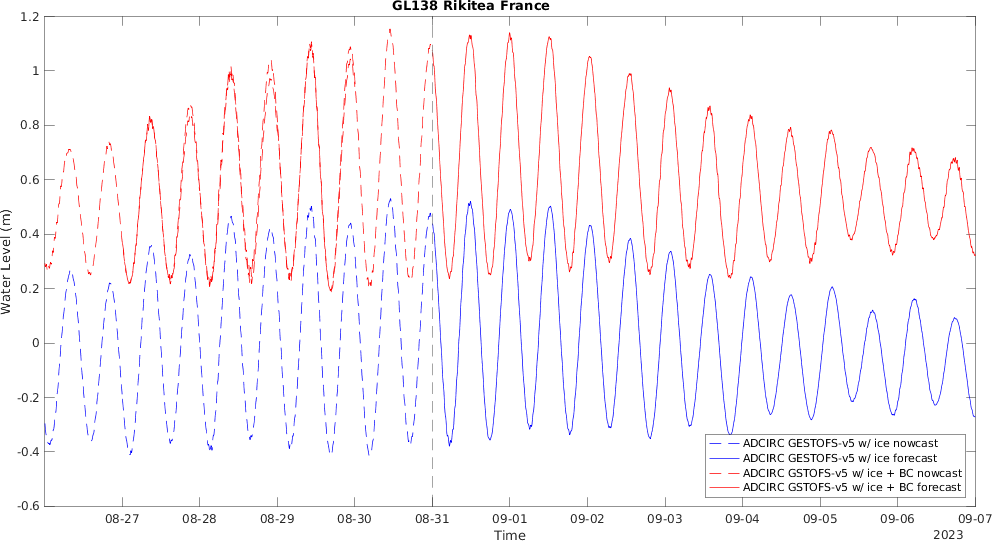 GL138 Rikitea France
Water Level (m)
1.2
1
0.8
0.6
0.4
0.2
0
-0.2
-0.4
-0.6
ADCIRC GESTOFS-v5 w/ ice nowcast
ADCIRC GESTOFS-v5 w/ ice forecast
ADCIRC GSTOFS-v5 w/ ice + BC nowcast
ADCIRC GSTOFS-v5 w/ ice + BC forecast
08-27 08-28 08-29 08-30 08-31 09-01 09-02 09-03 09-04 09-05 09-06 09-07
Time
2023